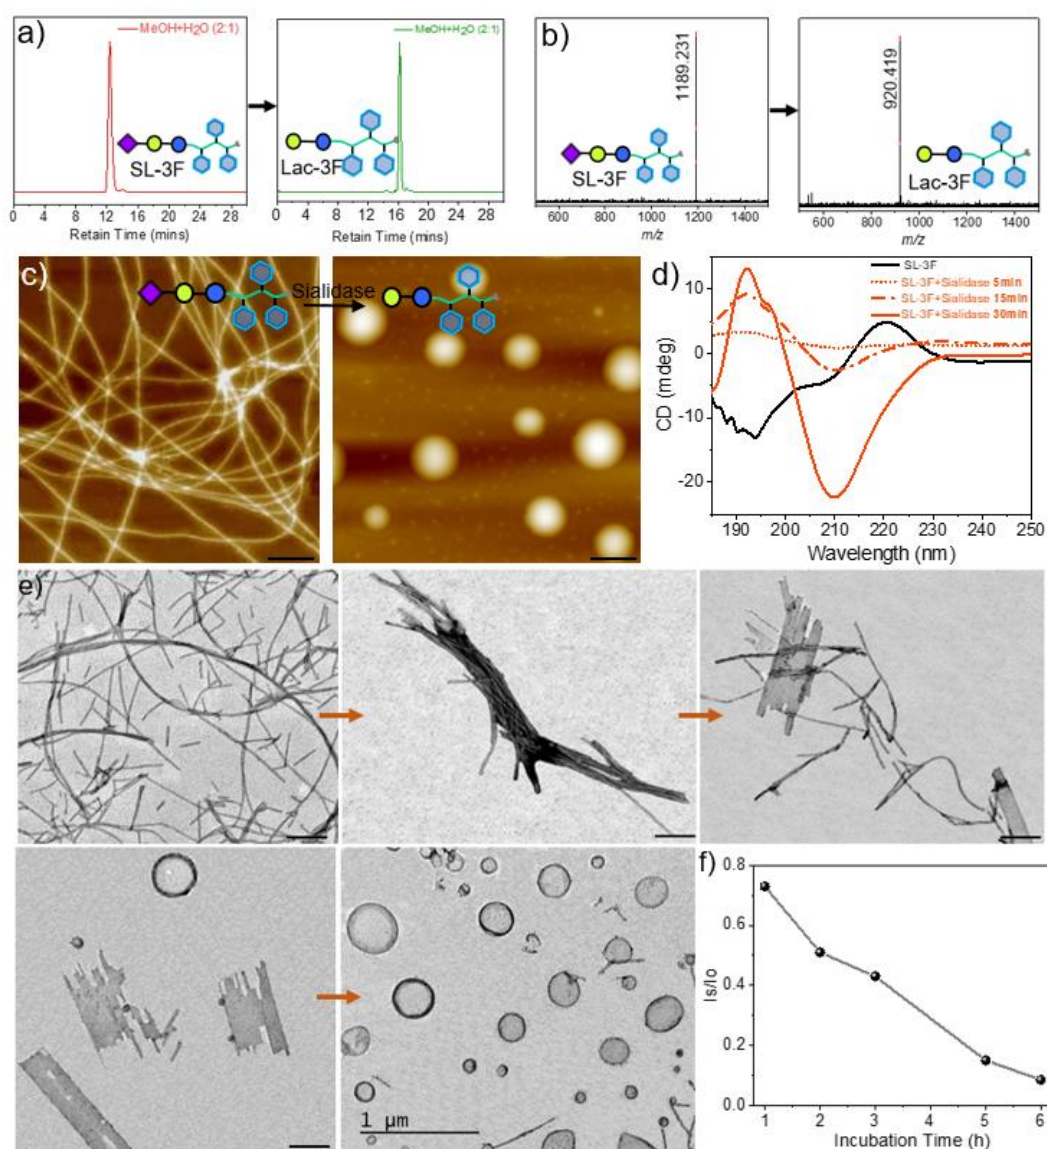 a)
MeOH+H2O (2:1)
SL-3F
0 4 8 12 16 20 24 28
Retain Time (mins)
MeOH+H2O (2:1)
Lac-3F
0 4 8 12 16 20 24 28
Retain Time (mins)
b)
1189.231
SL-3F
600 800 1000 1200 1400
m/z
920.419
Lac-3F
600 800 1000 1200 1400
m/z
c)
Sialidase
d)
SL-3F
SL-3F+Sialidase 5min
SL-3F+Sialidase 15min
SL-3F+Sialidase 30min
CD (mdeg)
10
0
-10
-20
190 200 210 220 230 240 250
Wavelength (nm)
e)
1 µm
f)
Is/Io
0.8
0.6
0.4
0.2
0.0
1 2 3 4 5 6
Incubation Time (h)